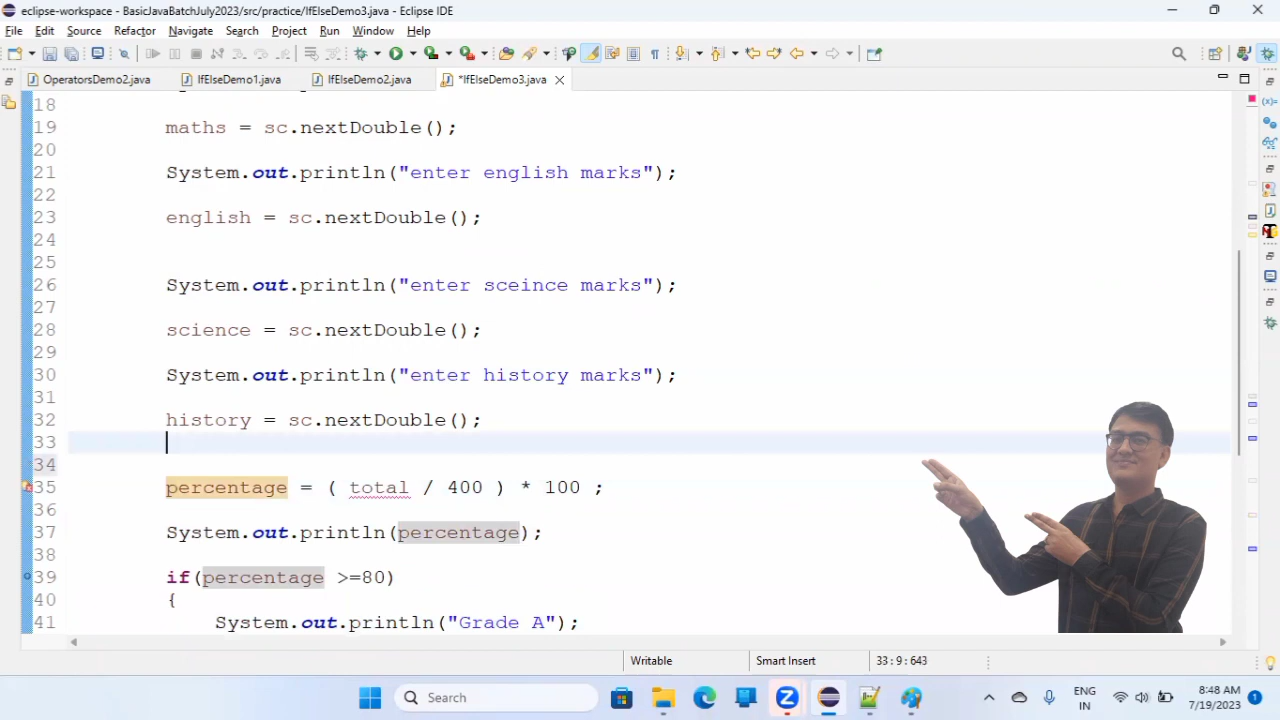 eclipse-workspace - BasicJavaBatchJuly2023/src/practice/IfElseDemo3.java - Eclipse IDE
File Edit Source Refactor Navigate Search Project Run Window Help
OperatorsDemo2.java IfElseDemo1.java IfElseDemo2.java *IfElseDemo3.java
18
19 maths = sc.nextDouble();
20
21 System.out.println("enter english marks");
22
23 english = sc.nextDouble();
24
25
26 System.out.println("enter sceince marks");
27
28 science = sc.nextDouble();
29
30 System.out.println("enter history marks");
31
32 history = sc.nextDouble();
33
34
35 percentage = ( total / 400 ) * 100 ;
36
37 System.out.println(percentage);
38
39 if(percentage >=80)
40 {
41 System.out.println("Grade A");
Writable Smart Insert 33 : 9 : 643
Search
ENG
IN
8:48 AM
7/19/2023